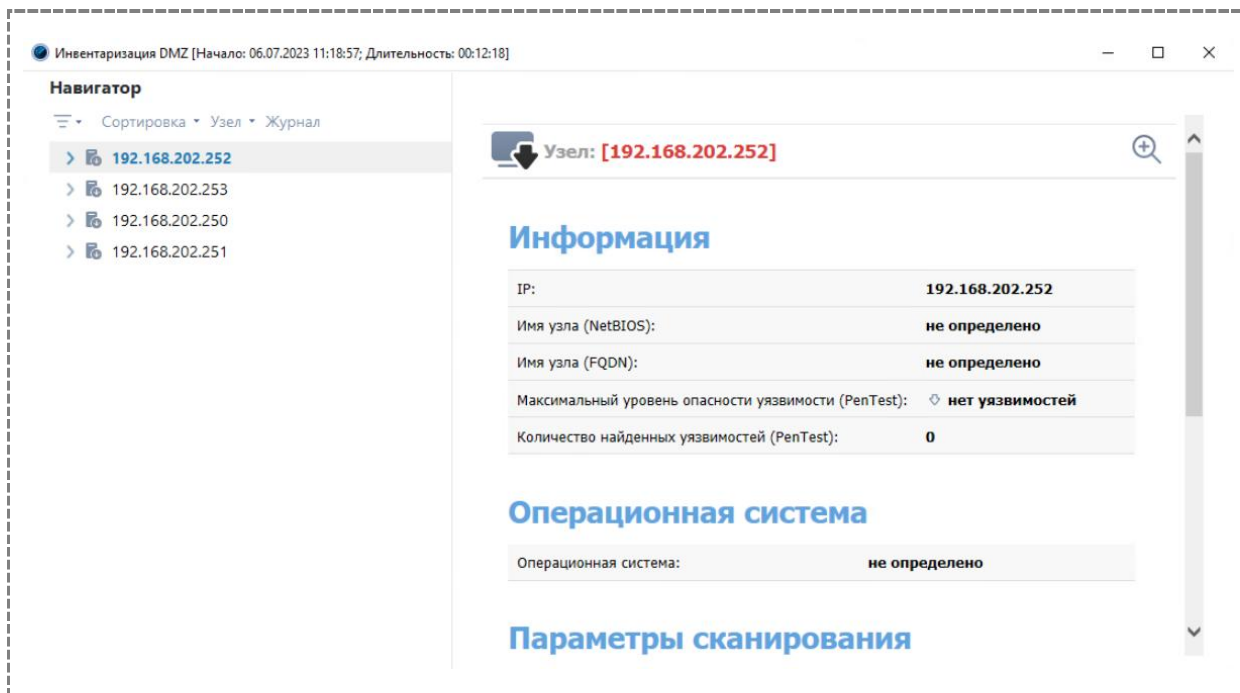 Инвентаризация DMZ [Начало: 06.07.2023 11:18:57; Длительность: 00:12:18]
Навигатор
Сортировка Узел Журнал
192.168.202.252
192.168.202.253
192.168.202.250
192.168.202.251
Узел: [192.168.202.252]
Информация
IP: 192.168.202.252
Имя узла (NetBIOS): не определено
Имя узла (FQDN): не определено
Максимальный уровень опасности уязвимости (PenTest): нет уязвимостей
Количество найденных уязвимостей (PenTest): 0
Операционная система
Операционная система: не определено
Параметры сканирования